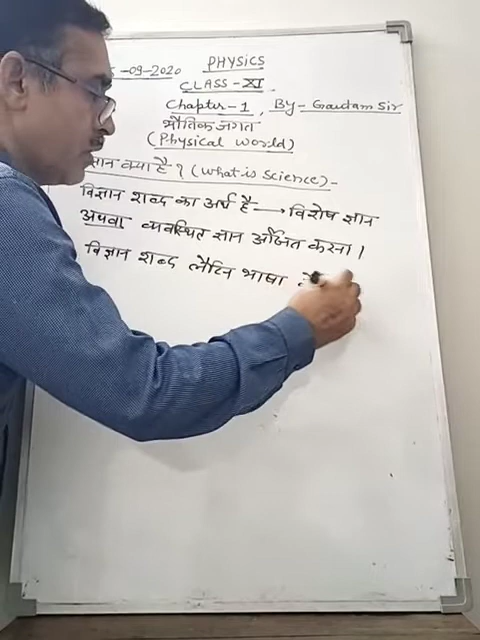 -09-2020 PHYSICS
CLASS - XI
Chapter-1, By- Gautam Sir
भौतिक जगत
(Physical world)
क्या है ? (What is Science) -
विज्ञान शब्द का अर्थ है → विशेष ज्ञान
अथवा व्यवस्थित ज्ञान अर्जित करना।
विज्ञान शब्द लैटिन भाषा